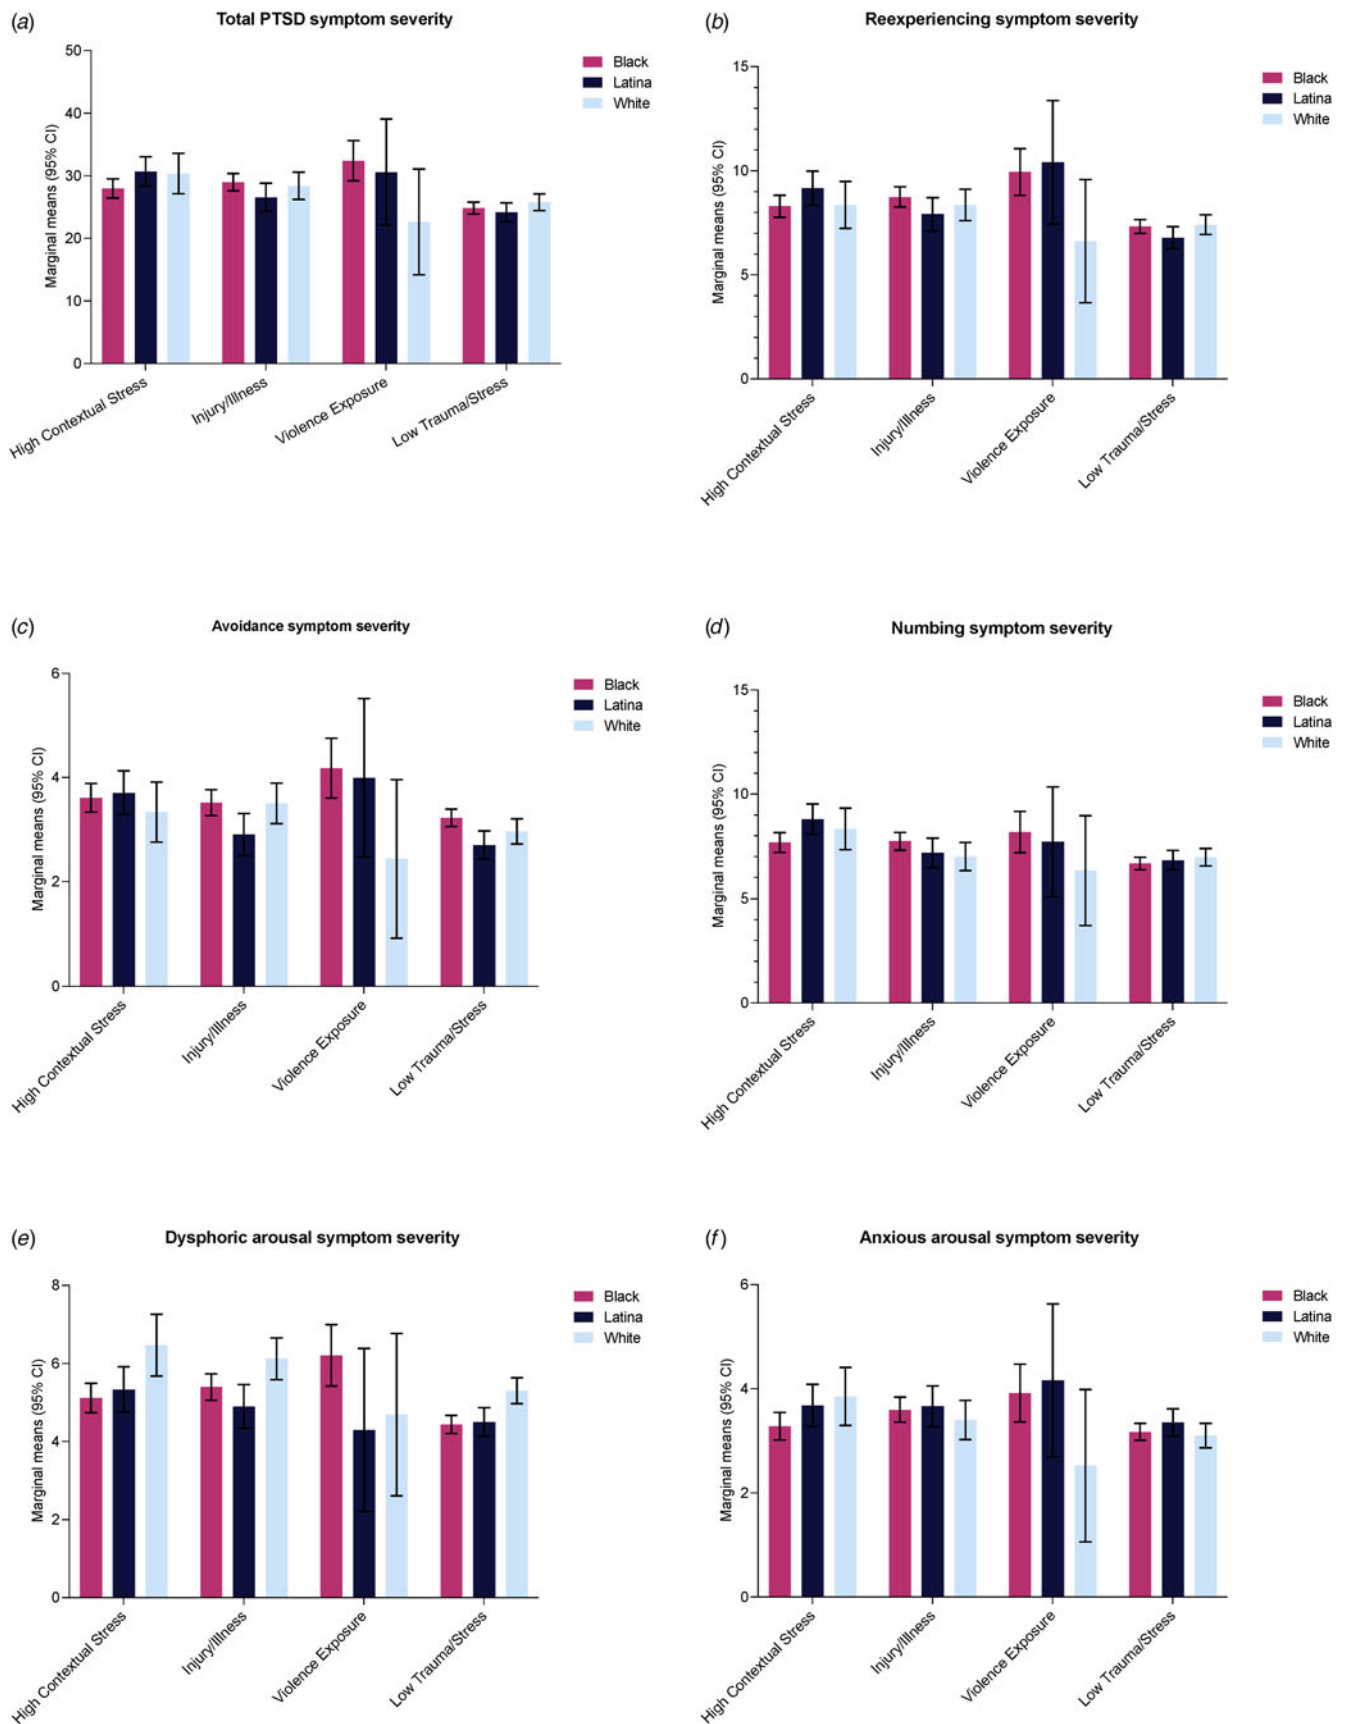 (a)
Total PTSD symptom severity
Marginal means (95% CI)
50
40
30
20
10
0
Black
Latina
White
High Contextual Stress
Injury/Illness
Violence Exposure
Low Trauma/Stress
(b)
Reexperiencing symptom severity
Marginal means (95% CI)
15
10
5
0
Black
Latina
White
High Contextual Stress
Injury/Illness
Violence Exposure
Low Trauma/Stress
(c)
Avoidance symptom severity
Marginal means (95% CI)
6
4
2
0
Black
Latina
White
High Contextual Stress
Injury/Illness
Violence Exposure
Low Trauma/Stress
(d)
Numbing symptom severity
Marginal means (95% CI)
15
10
5
0
Black
Latina
White
High Contextual Stress
Injury/Illness
Violence Exposure
Low Trauma/Stress
(e)
Dysphoric arousal symptom severity
Marginal means (95% CI)
8
6
4
2
0
Black
Latina
White
High Contextual Stress
Injury/Illness
Violence Exposure
Low Trauma/Stress
(f)
Anxious arousal symptom severity
Marginal means (95% CI)
6
4
2
0
Black
Latina
White
High Contextual Stress
Injury/Illness
Violence Exposure
Low Trauma/Stress